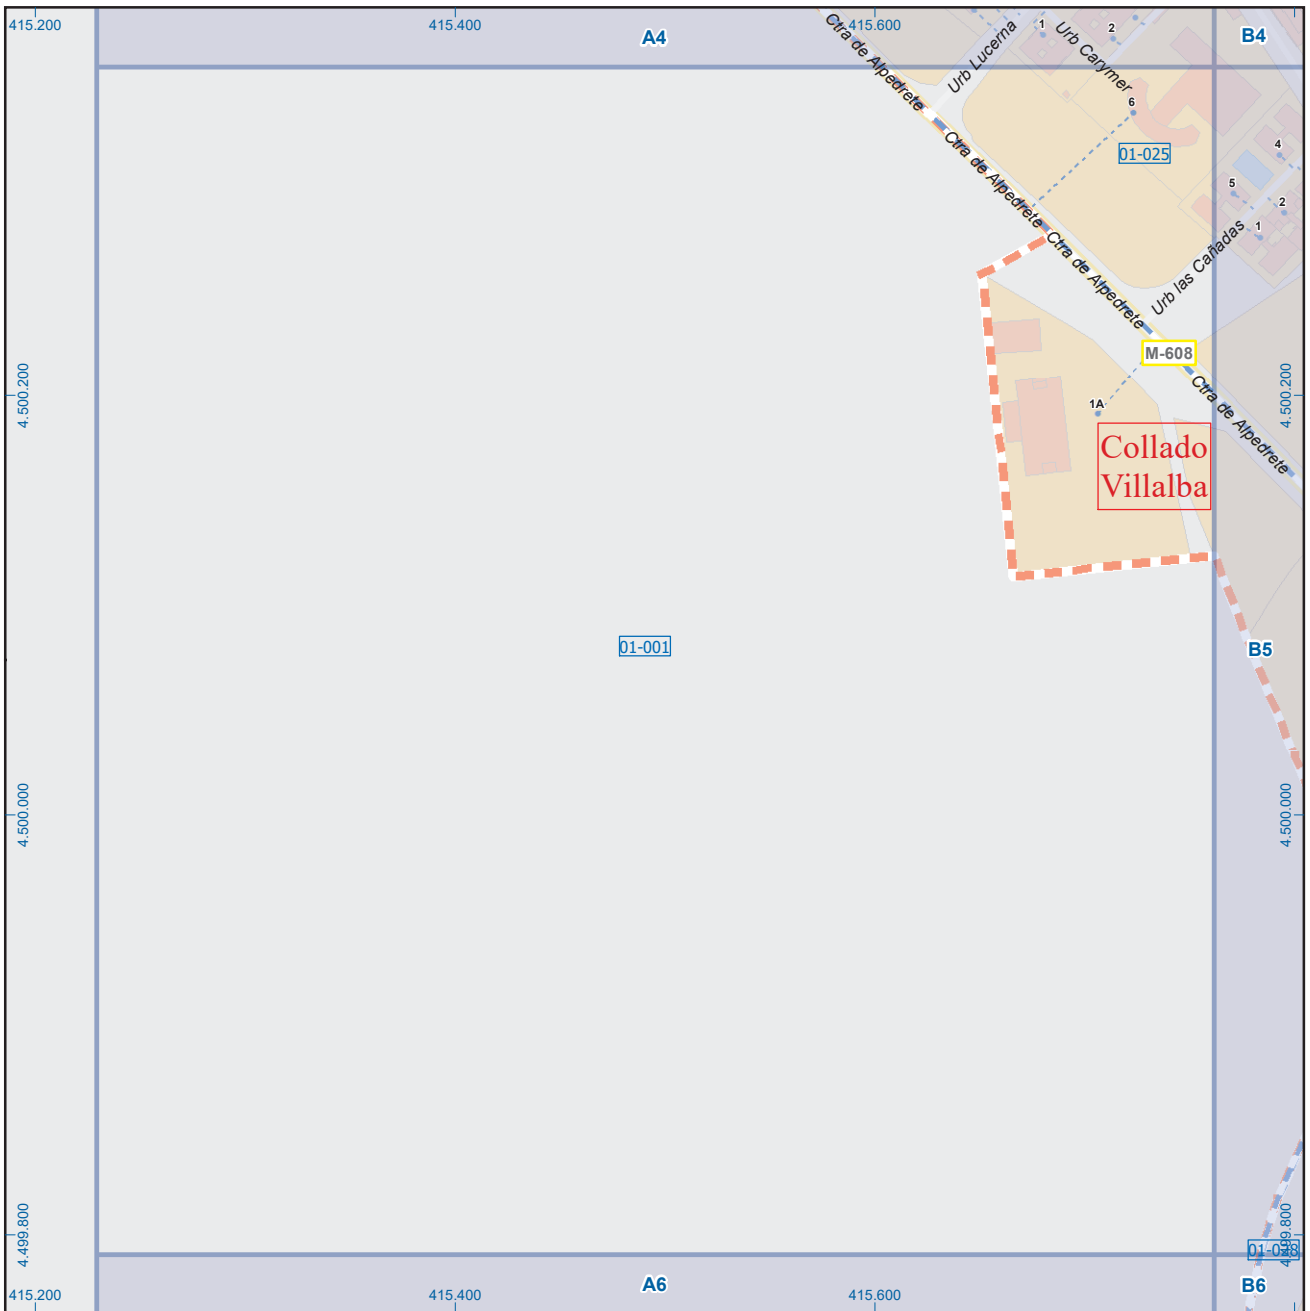 415.200
415.400
415.600
A4
B4
Ctra de Alpedrete
Urb Lucerna
1
Urb Carymer
2
6
01-025
4
5
2
1
Ctra de Alpedrete
Ctra de Alpedrete
Urb las Cañadas
M-608
Ctra de Alpedrete
4.500.200
4.500.200
1A
Collado
Villalba
01-001
B5
4.500.000
4.500.000
4.499.800
4.499.800
A6
B6
415.200
415.400
415.600